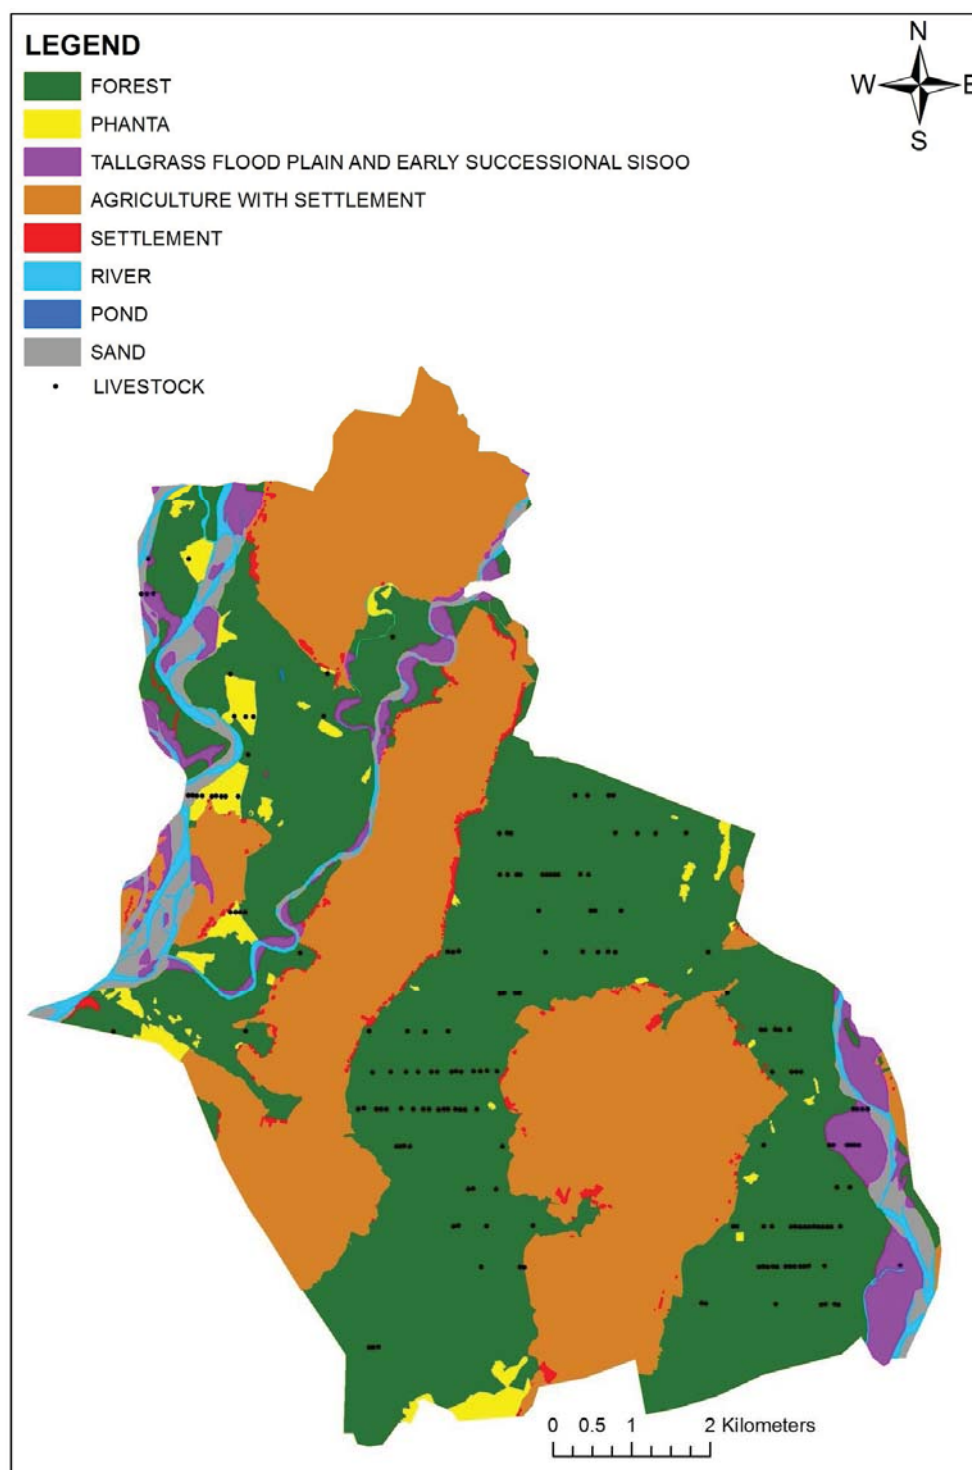 LEGEND
FOREST
PHANTA
TALLGRASS FLOOD PLAIN AND EARLY SUCCESSIONAL SISOO
AGRICULTURE WITH SETTLEMENT
SETTLEMENT
RIVER
POND
SAND
LIVESTOCK
N
W E
S
0 0.5 1 2 Kilometers